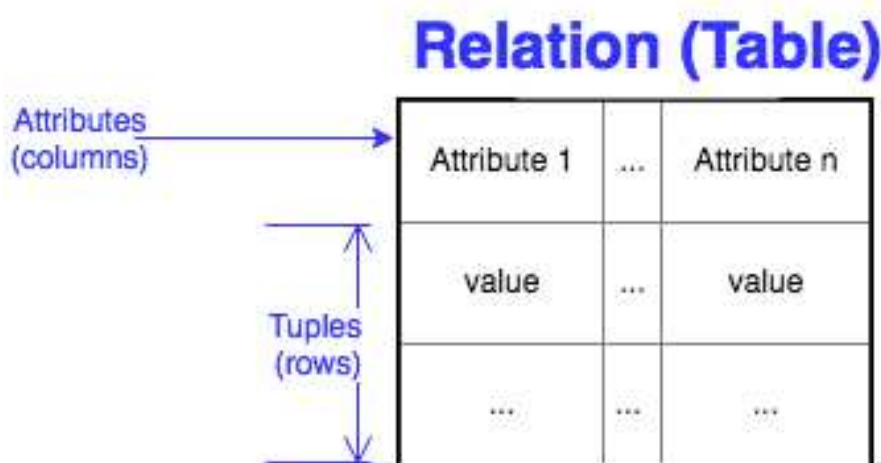 Relation (Table)
Attributes
(columns)
Attribute 1 ... Attribute n
value ... value
Tuples
(rows)
... ... ...